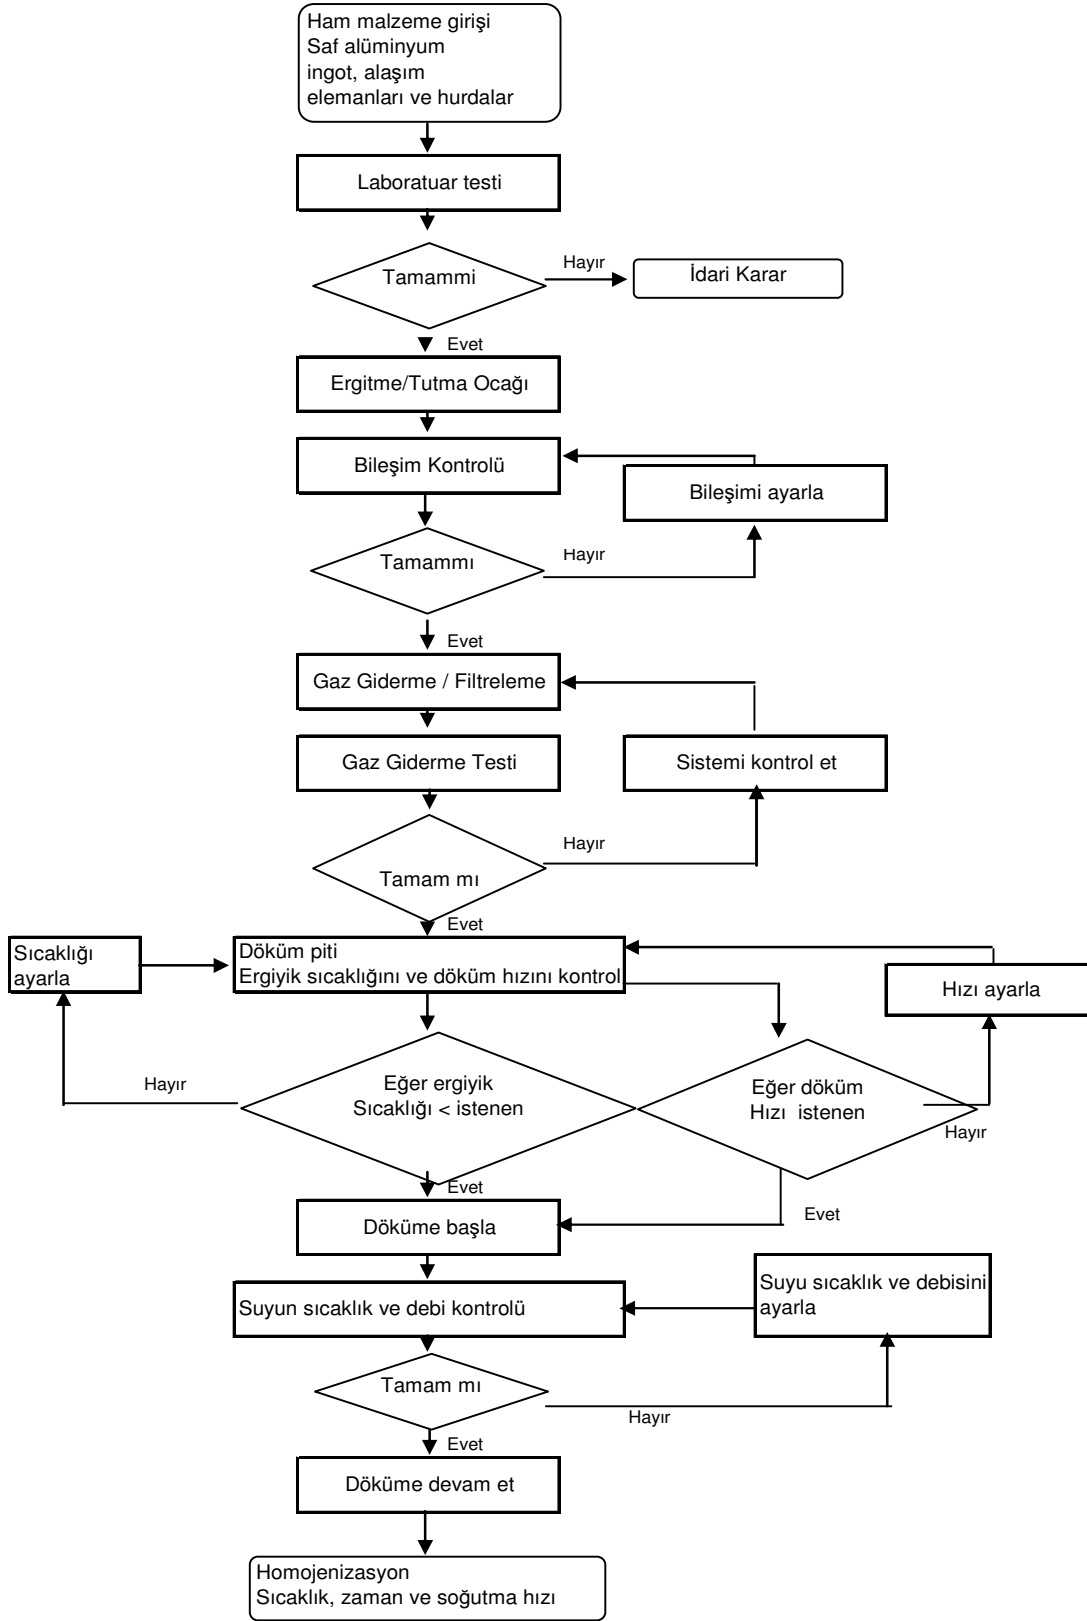 Ham malzeme girişi
Saf alüminyum
ingot, alaşım
elemanları ve hurdalar
Laboratuar testi
Tamammi
Hayır
İdari Karar
Evet
Ergitme/Tutma Ocağı
Bileşim Kontrolü
Bileşimi ayarla
Tamammı
Hayır
Evet
Gaz Giderme / Filtreleme
Gaz Giderme Testi
Sistemi kontrol et
Tamam mı
Hayır
Evet
Sıcaklığı
ayarla
Döküm piti
Ergiyik sıcaklığını ve döküm hızını kontrol
Hızı ayarla
Hayır
Eğer ergiyik
Sıcaklığı < istenen
Eğer döküm
Hızı istenen
Hayır
Evet
Evet
Döküme başla
Suyun sıcaklık ve debi kontrolü
Suyu sıcaklık ve debisini
ayarla
Tamam mı
Hayır
Evet
Döküme devam et
Homojenizasyon
Sıcaklık, zaman ve soğutma hızı